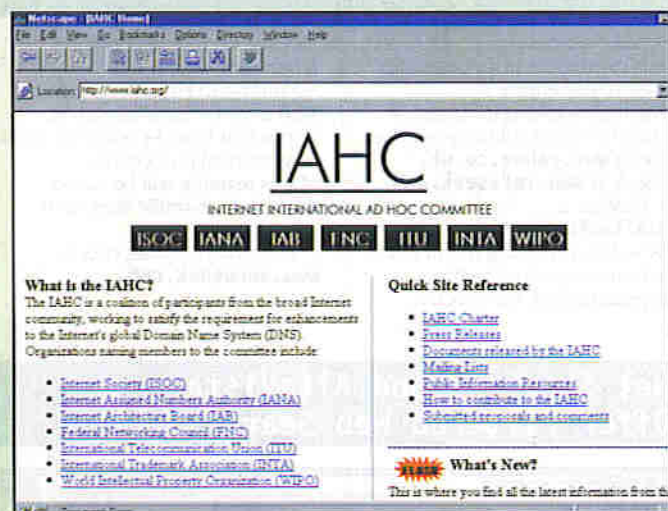 Netscape - [IAHC Home]
File Edit View Go Bookmarks Options Directory Window Help
Location: http://www.iahc.org/
IAHC
INTERNET INTERNATIONAL AD HOC COMMITTEE
ISOC IANA IAB FNC ITU INTA WIPO
What is the IAHC?
The IAHC is a coalition of participants from the broad Internet
community, working to satisfy the requirement for enhancements
to the Internet's global Domain Name System (DNS).
Organizations naming members to the committee include:
Internet Society (ISOC)
Internet Assigned Numbers Authority (IANA)
Internet Architecture Board (IAB)
Federal Networking Council (FNC)
International Telecommunication Union (ITU)
International Trademark Association (INTA)
World Intellectual Property Organization (WIPO)
Quick Site Reference
IAHC Charter
Press Releases
Documents released by the IAHC
Mailing Lists
Public Information Resources
How to contribute to the IAHC
Submitted proposals and comments
FLASH What's New?
This is where you find all the latest information from the